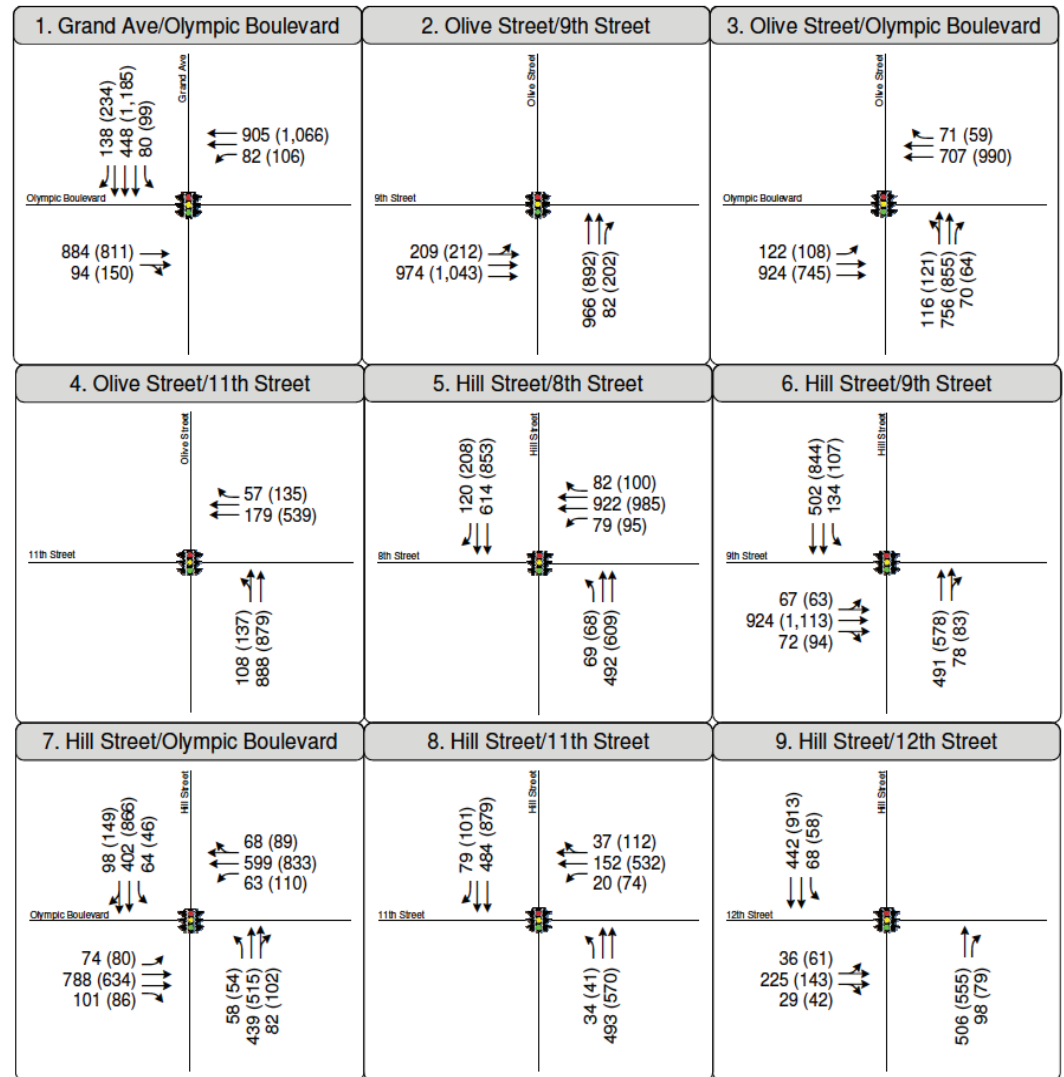 1. Grand Ave/Olympic Boulevard
Grand Ave
138 (234)
448 (1,185)
80 (99)
905 (1,066)
82 (106)
Olympic Boulevard
884 (811)
94 (150)
2. Olive Street/9th Street
Olive Street
9th Street
209 (212)
974 (1,043)
966 (892)
82 (202)
3. Olive Street/Olympic Boulevard
Olive Street
71 (59)
707 (990)
Olympic Boulevard
122 (108)
924 (745)
116 (121)
756 (855)
70 (64)
4. Olive Street/11th Street
Olive Street
57 (135)
179 (539)
11th Street
108 (137)
888 (879)
5. Hill Street/8th Street
Hill Street
120 (208)
614 (853)
82 (100)
922 (985)
79 (95)
8th Street
69 (68)
492 (609)
6. Hill Street/9th Street
Hill Street
502 (844)
134 (107)
9th Street
67 (63)
924 (1,113)
72 (94)
491 (578)
78 (83)
7. Hill Street/Olympic Boulevard
Hill Street
98 (149)
402 (866)
64 (46)
68 (89)
599 (833)
63 (110)
Olympic Boulevard
74 (80)
788 (634)
101 (86)
58 (54)
439 (515)
82 (102)
8. Hill Street/11th Street
Hill Street
79 (101)
484 (879)
37 (112)
152 (532)
20 (74)
11th Street
34 (41)
493 (570)
9. Hill Street/12th Street
Hill Street
442 (913)
68 (58)
12th Street
36 (61)
225 (143)
29 (42)
506 (555)
98 (79)